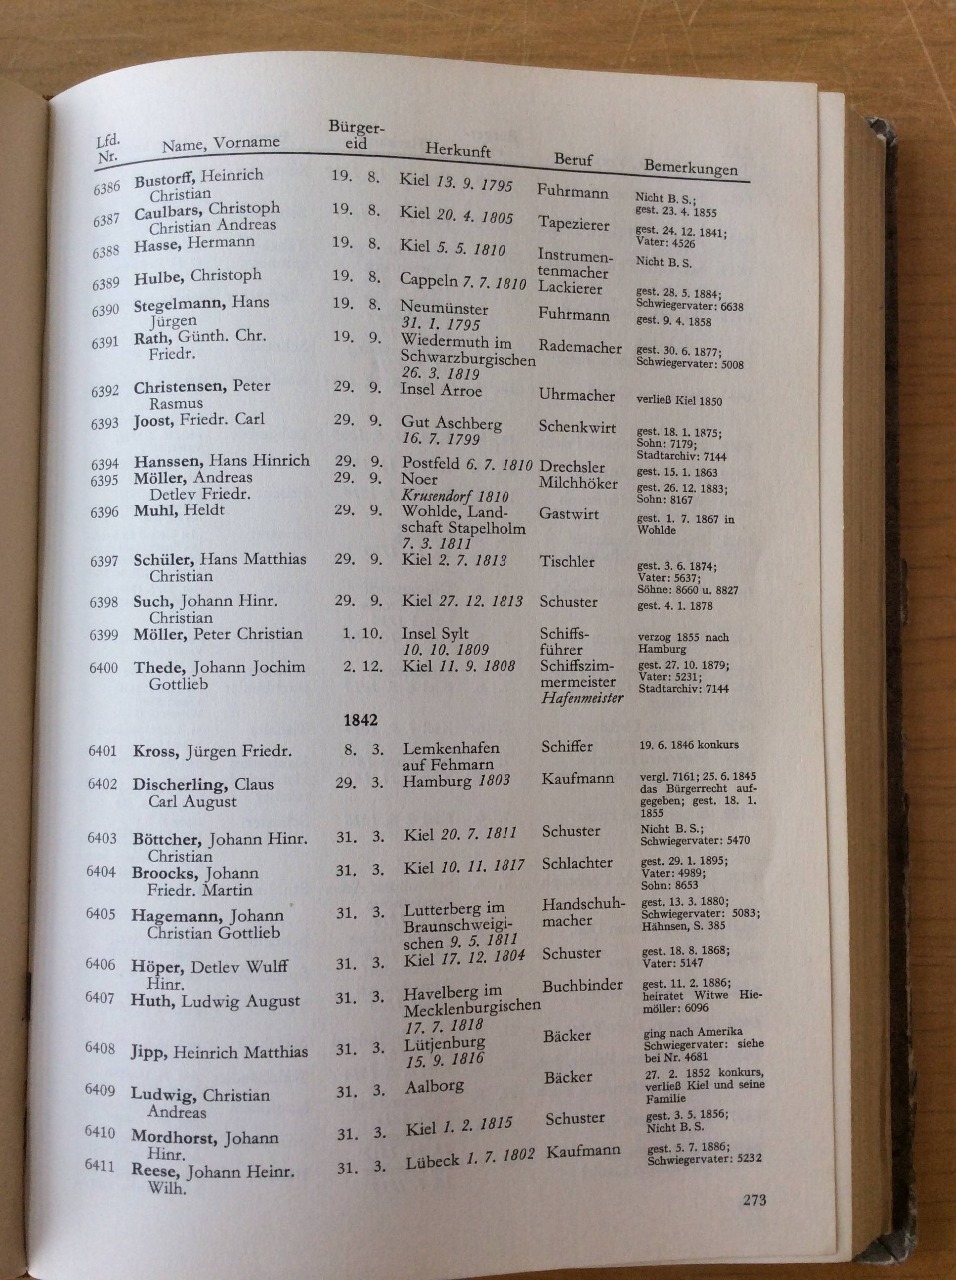 Lfd. Nr. Name, Vorname Bürger-eid Herkunft Beruf Bemerkungen
6386 Bustorff, Heinrich 19. 8. Kiel 13. 9. 1795 Fuhrmann Nicht B. S.;
Christian gest. 23. 4. 1855
6387 Caulbars, Christoph 19. 8. Kiel 20. 4. 1805 Tapezierer gest. 24. 12. 1841;
Christian Andreas Vater: 4526
6388 Hasse, Hermann 19. 8. Kiel 5. 5. 1810 Instrumen- Nicht B. S.
tenmacher
6389 Hulbe, Christoph 19. 8. Cappeln 7. 7. 1810 Lackierer gest. 28. 5. 1884;
Schwiegervater: 6638
6390 Stegelmann, Hans 19. 8. Neumünster Fuhrmann gest. 9. 4. 1858
Jürgen 31. 1. 1795
6391 Rath, Günth. Chr. 19. 9. Wiedermuth im Rademacher gest. 30. 6. 1877;
Friedr. Schwarzburgischen Schwiegervater: 5008
26. 3. 1819
6392 Christensen, Peter 29. 9. Insel Arroe Uhrmacher verließ Kiel 1850
Rasmus
6393 Joost, Friedr. Carl 29. 9. Gut Aschberg Schenkwirt gest. 18. 1. 1875;
16. 7. 1799 Sohn: 7179;
Stadtarchiv: 7144
6394 Hanssen, Hans Hinrich 29. 9. Postfeld 6. 7. 1810 Drechsler gest. 15. 1. 1863
6395 Möller, Andreas 29. 9. Noer Milchhöker gest. 26. 12. 1883;
Detlev Friedr. Krusendorf 1810 Sohn: 8167
6396 Muhl, Heldt 29. 9. Wohlde, Land- Gastwirt gest. 1. 7. 1867 in
schaft Stapelholm Wohlde
7. 3. 1811
6397 Schüler, Hans Matthias 29. 9. Kiel 2. 7. 1813 Tischler gest. 3. 6. 1874;
Christian Vater: 5637;
Söhne: 8660 u. 8827
6398 Such, Johann Hinr. 29. 9. Kiel 27. 12. 1813 Schuster gest. 4. 1. 1878
Christian
6399 Möller, Peter Christian 1. 10. Insel Sylt Schiffs- verzog 1855 nach
10. 10. 1809 führer Hamburg
6400 Thede, Johann Jochim 2. 12. Kiel 11. 9. 1808 Schiffszim- gest. 27. 10. 1879;
Gottlieb mermeister Vater: 5231;
Hafenmeister Stadtarchiv: 7144
1842
6401 Kross, Jürgen Friedr. 8. 3. Lemkenhafen Schiffer 19. 6. 1846 konkurs
auf Fehmarn
6402 Discherling, Claus 29. 3. Hamburg 1803 Kaufmann vergl. 7161; 25. 6. 1845
Carl August das Bürgerrecht auf-
gegeben; gest. 18. 1.
1855
6403 Böttcher, Johann Hinr. 31. 3. Kiel 20. 7. 1811 Schuster Nicht B. S.;
Christian Schwiegervater: 5470
6404 Broocks, Johann 31. 3. Kiel 10. 11. 1817 Schlachter gest. 29. 1. 1895;
Friedr. Martin Vater: 4989;
Sohn: 8653
6405 Hagemann, Johann 31. 3. Lutterberg im Handschuh- gest. 13. 3. 1880;
Christian Gottlieb Braunschweigi- macher Schwiegervater: 5083;
schen 9. 5. 1811 Hähnsen, S. 385
6406 Höper, Detlev Wulff 31. 3. Kiel 17. 12. 1804 Schuster gest. 18. 8. 1868;
Hinr. Vater: 5147
6407 Huth, Ludwig August 31. 3. Havelberg im Buchbinder gest. 11. 2. 1886;
Mecklenburgischen heiratet Witwe Hie-
17. 7. 1818 möller: 6096
6408 Jipp, Heinrich Matthias 31. 3. Lütjenburg Bäcker ging nach Amerika
15. 9. 1816 Schwiegervater: siehe
bei Nr. 4681
6409 Ludwig, Christian 31. 3. Aalborg Bäcker 27. 2. 1852 konkurs,
Andreas verließ Kiel und seine
Familie
6410 Mordhorst, Johann 31. 3. Kiel 1. 2. 1815 Schuster gest. 3. 5. 1856;
Hinr. Nicht B. S.
6411 Reese, Johann Heinr. 31. 3. Lübeck 1. 7. 1802 Kaufmann gest. 5. 7. 1886;
Wilh. Schwiegervater: 5232
273